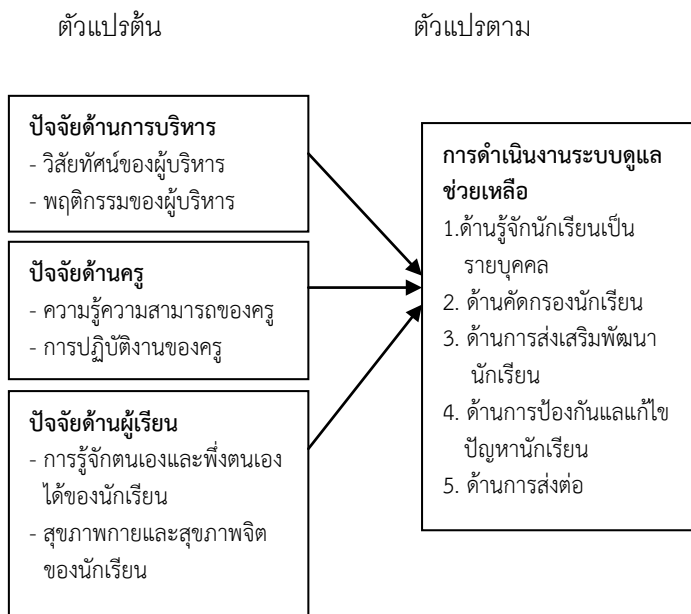 ตัวแปรต้น
ตัวแปรตาม
ปัจจัยด้านการบริหาร
- วิสัยทัศน์ของผู้บริหาร
- พฤติกรรมของผู้บริหาร
ปัจจัยด้านครู
- ความรู้ความสามารถของครู
- การปฏิบัติงานของครู
ปัจจัยด้านผู้เรียน
- การรู้จักตนเองและพึ่งตนเอง
ได้ของนักเรียน
- สุขภาพกายและสุขภาพจิต
ของนักเรียน
การดำเนินงานระบบดูแล
ช่วยเหลือ
1.ด้านรู้จักนักเรียนเป็น
รายบุคคล
2. ด้านคัดกรองนักเรียน
3. ด้านการส่งเสริมพัฒนา
นักเรียน
4. ด้านการป้องกันแลแก้ไข
ปัญหานักเรียน
5. ด้านการส่งต่อ